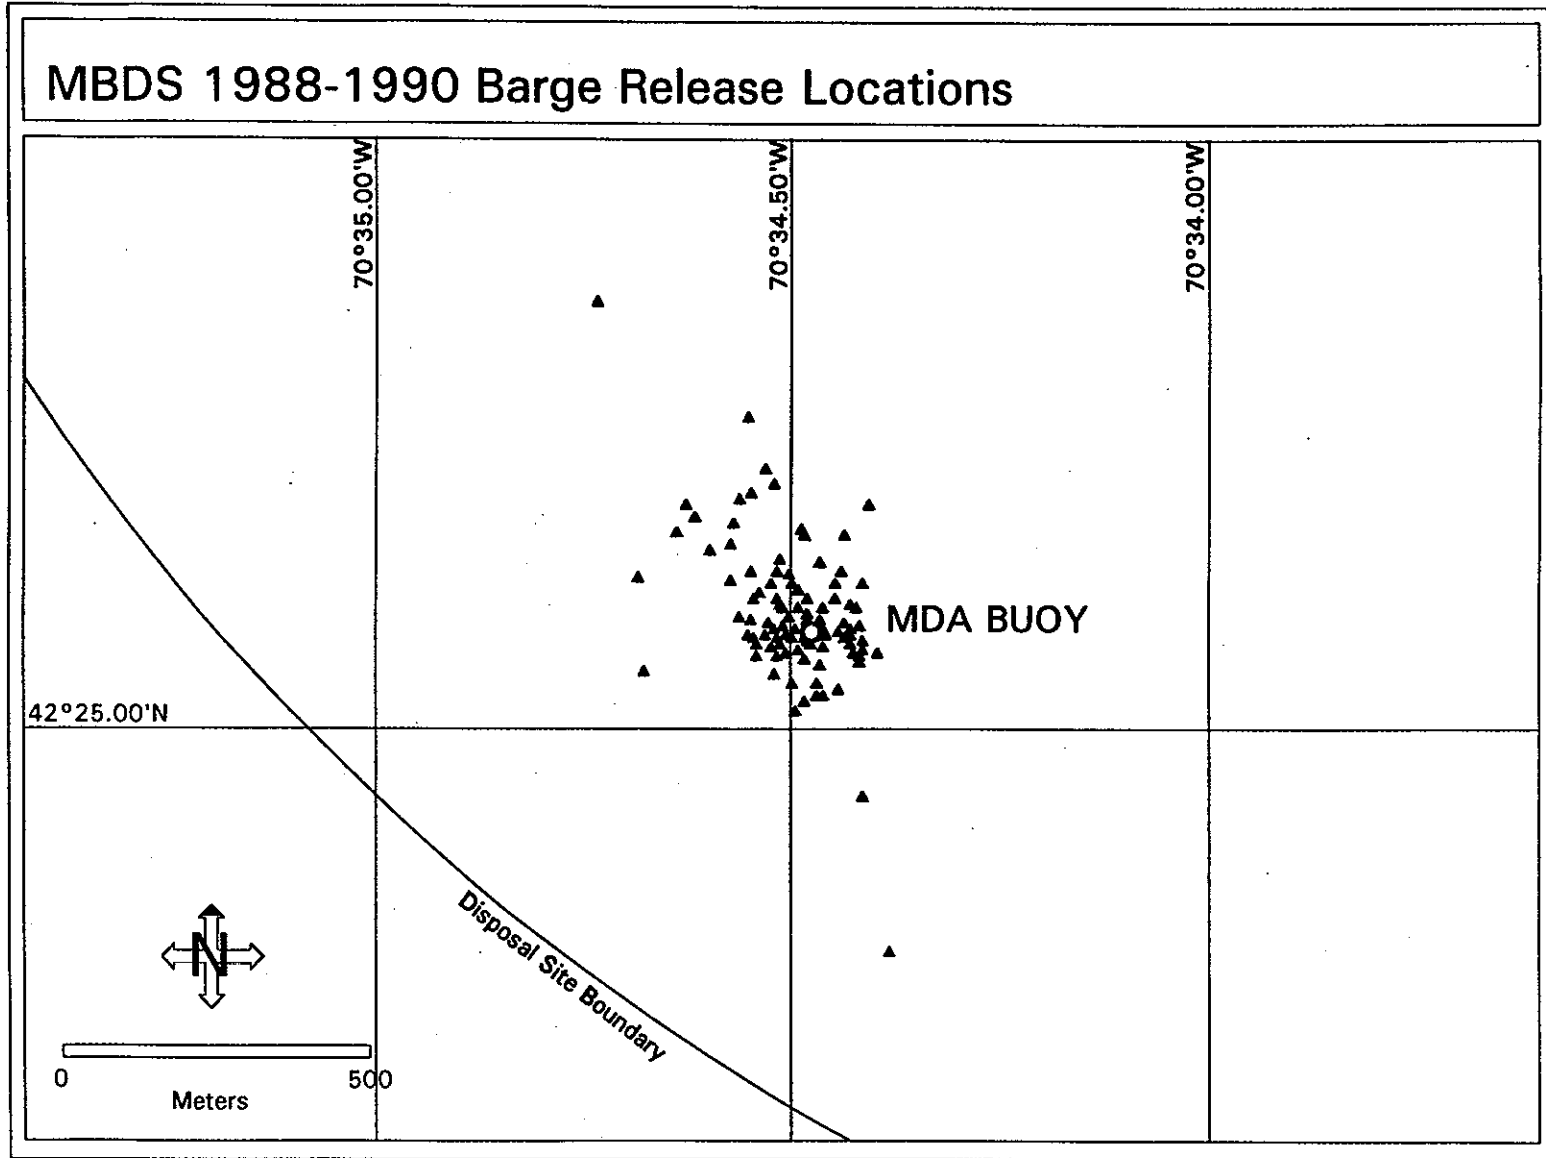 MBDS 1988-1990 Barge Release Locations
70°35.00'W
70°34.50'W
70°34.00'W
MDA BUOY
42°25.00'N
Disposal Site Boundary
N
0 500
Meters